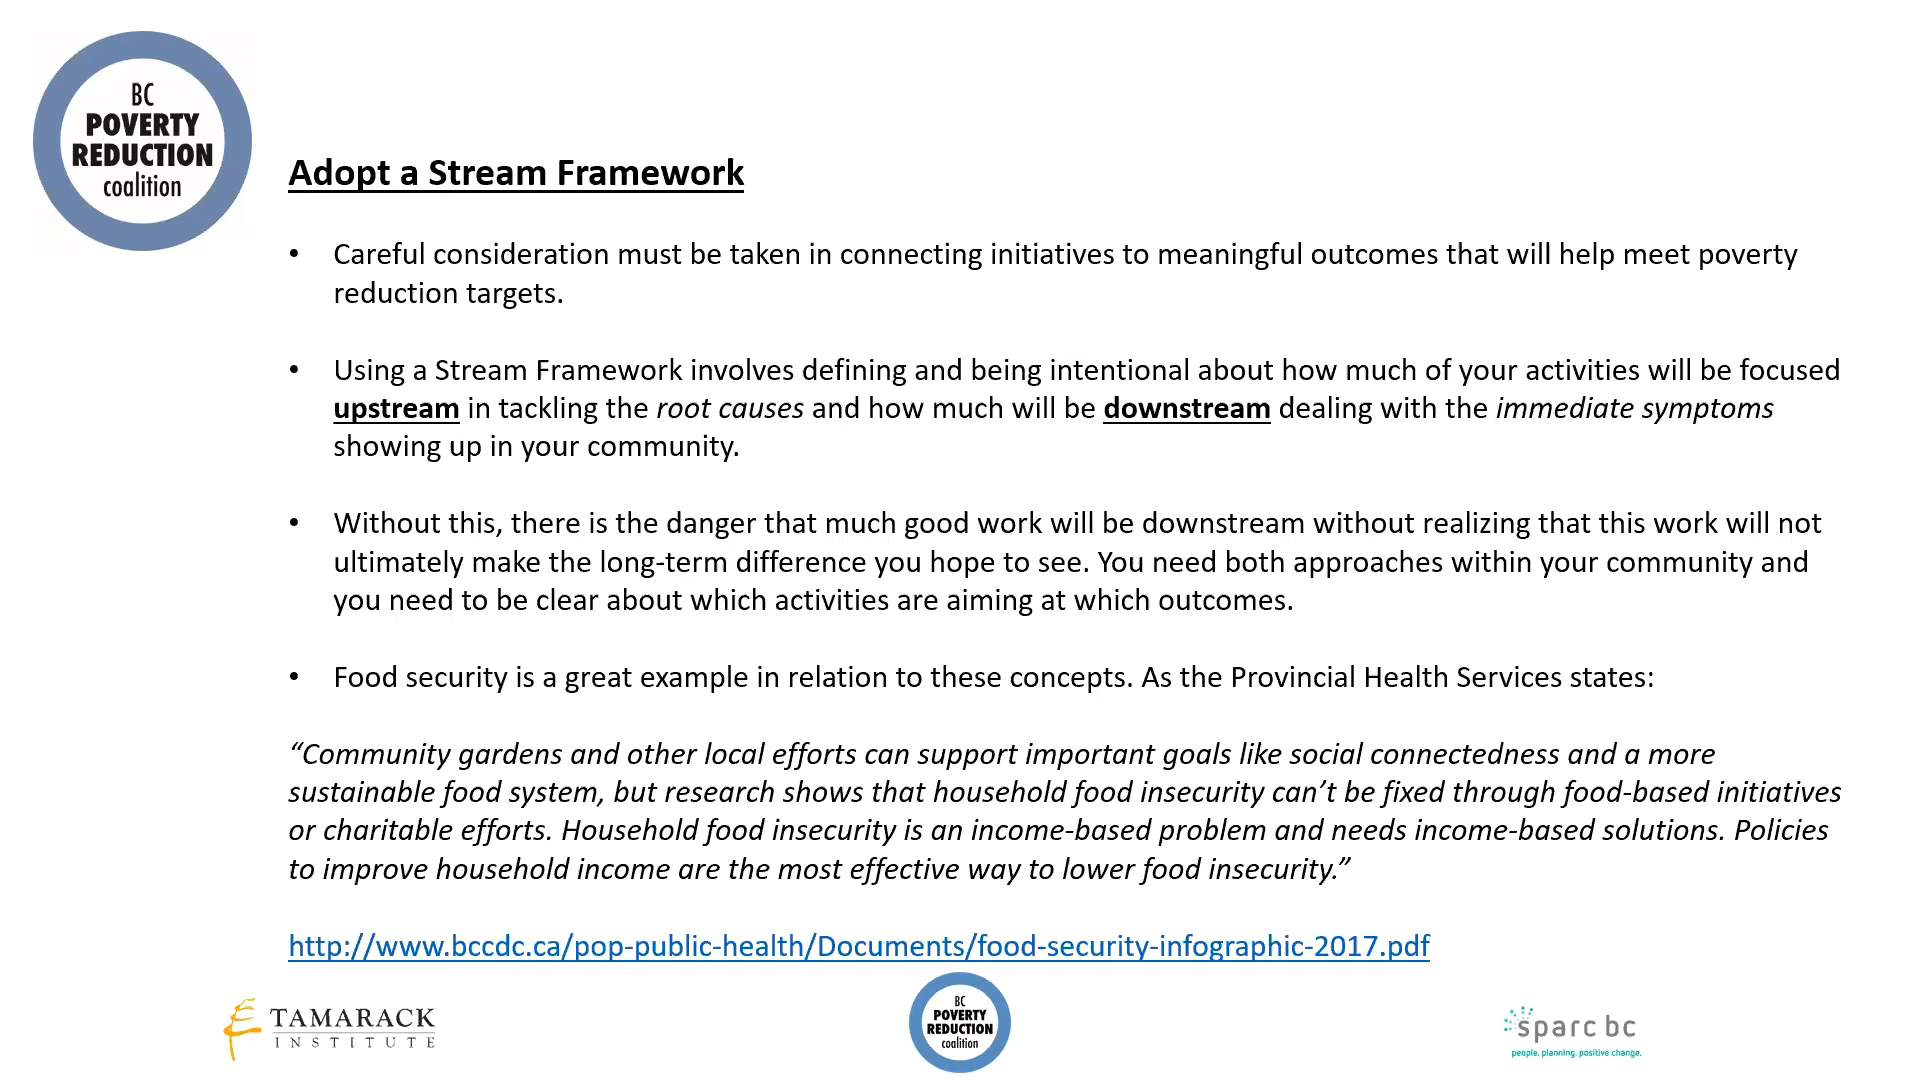 BC
POVERTY
REDUCTION
coalition
Adopt a Stream Framework
• Careful consideration must be taken in connecting initiatives to meaningful outcomes that will help meet poverty
reduction targets.
• Using a Stream Framework involves defining and being intentional about how much of your activities will be focused
upstream in tackling the root causes and how much will be downstream dealing with the immediate symptoms
showing up in your community.
• Without this, there is the danger that much good work will be downstream without realizing that this work will not
ultimately make the long-term difference you hope to see. You need both approaches within your community and
you need to be clear about which activities are aiming at which outcomes.
• Food security is a great example in relation to these concepts. As the Provincial Health Services states:
“Community gardens and other local efforts can support important goals like social connectedness and a more
sustainable food system, but research shows that household food insecurity can’t be fixed through food-based initiatives
or charitable efforts. Household food insecurity is an income-based problem and needs income-based solutions. Policies
to improve household income are the most effective way to lower food insecurity.”
http://www.bccdc.ca/pop-public-health/Documents/food-security-infographic-2017.pdf
TAMARACK
INSTITUTE
BC
POVERTY
REDUCTION
coalition
sparc bc
people. planning. positive change.